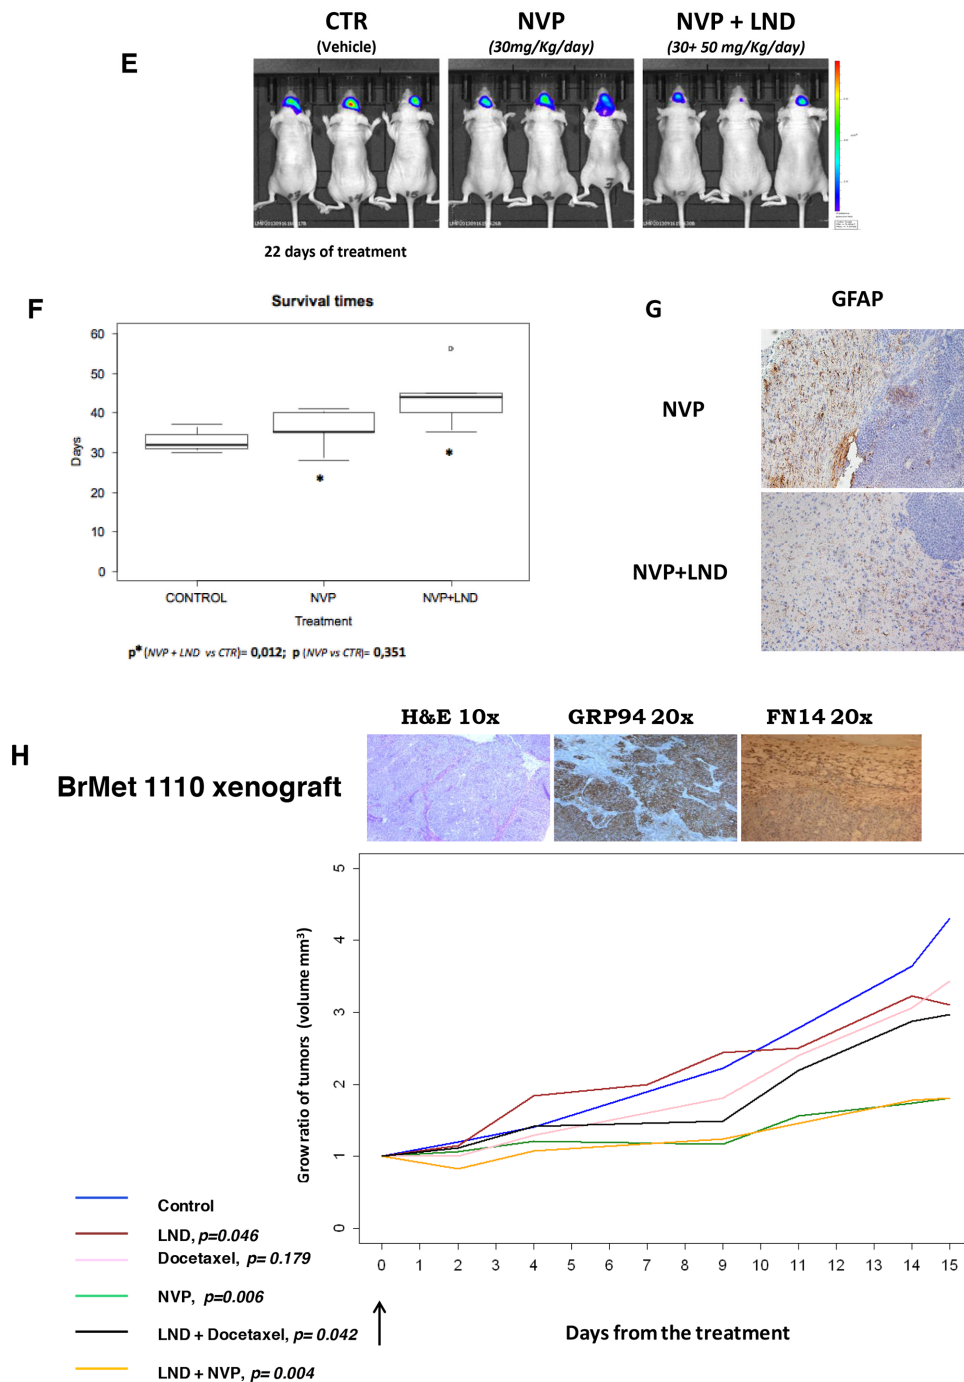 E
CTR
(Vehicle)
NVP
(30mg/Kg/day)
NVP + LND
(30+ 50 mg/Kg/day)
22 days of treatment
F
Survival times
60
50
40
30
20
10
0
Days
CONTROL
NVP
NVP+LND
Treatment
p* (NVP + LND vs CTR)= 0,012; p (NVP vs CTR)= 0,351
G
GFAP
NVP
NVP+LND
H
BrMet 1110 xenograft
H&E 10x
GRP94 20x
FN14 20x
5
4
3
2
1
0
Grow ratio of tumors (volume mm³)
0 1 2 3 4 5 6 7 8 9 10 11 12 13 14 15
Days from the treatment
Control
LND, p=0.046
Docetaxel, p= 0.179
NVP, p=0.006
LND + Docetaxel, p= 0.042
LND + NVP, p= 0.004